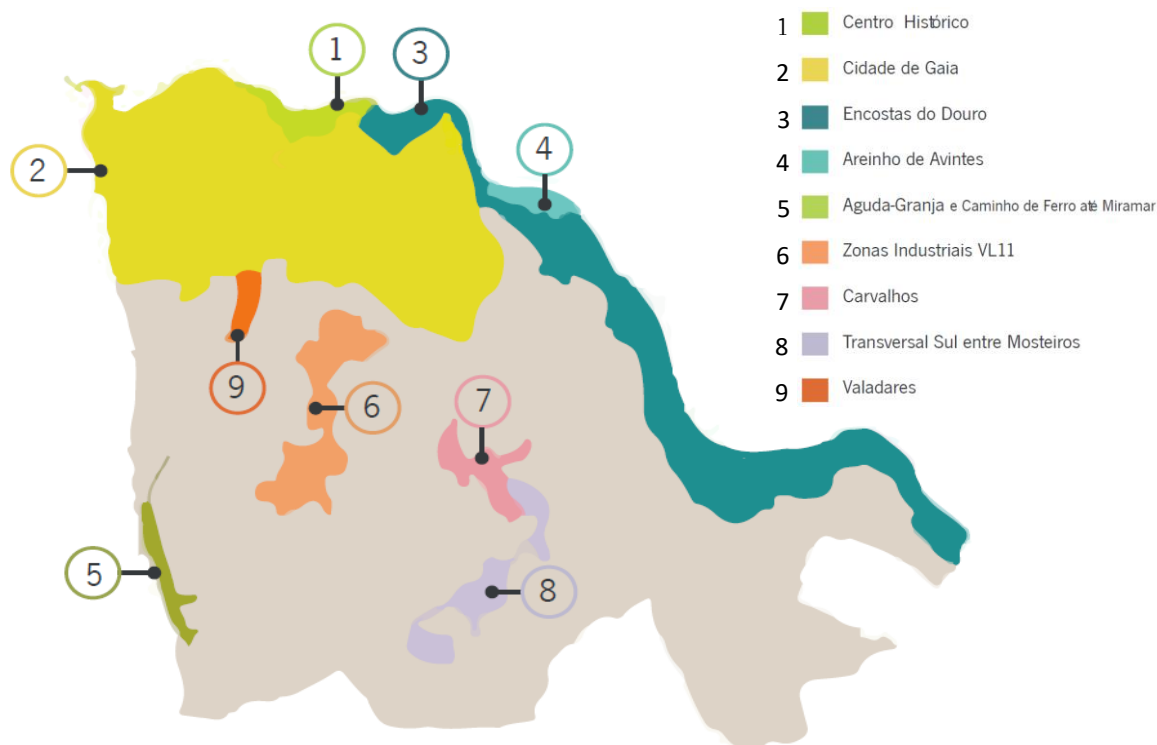 1
3
4
2
9
6
7
5
8
1 Centro Histórico
2 Cidade de Gaia
3 Encostas do Douro
4 Areinho de Avintes
5 Aguda-Granja e Caminho de Ferro até Miramar
6 Zonas Industriais VL11
7 Carvalhos
8 Transversal Sul entre Mosteiros
9 Valadares